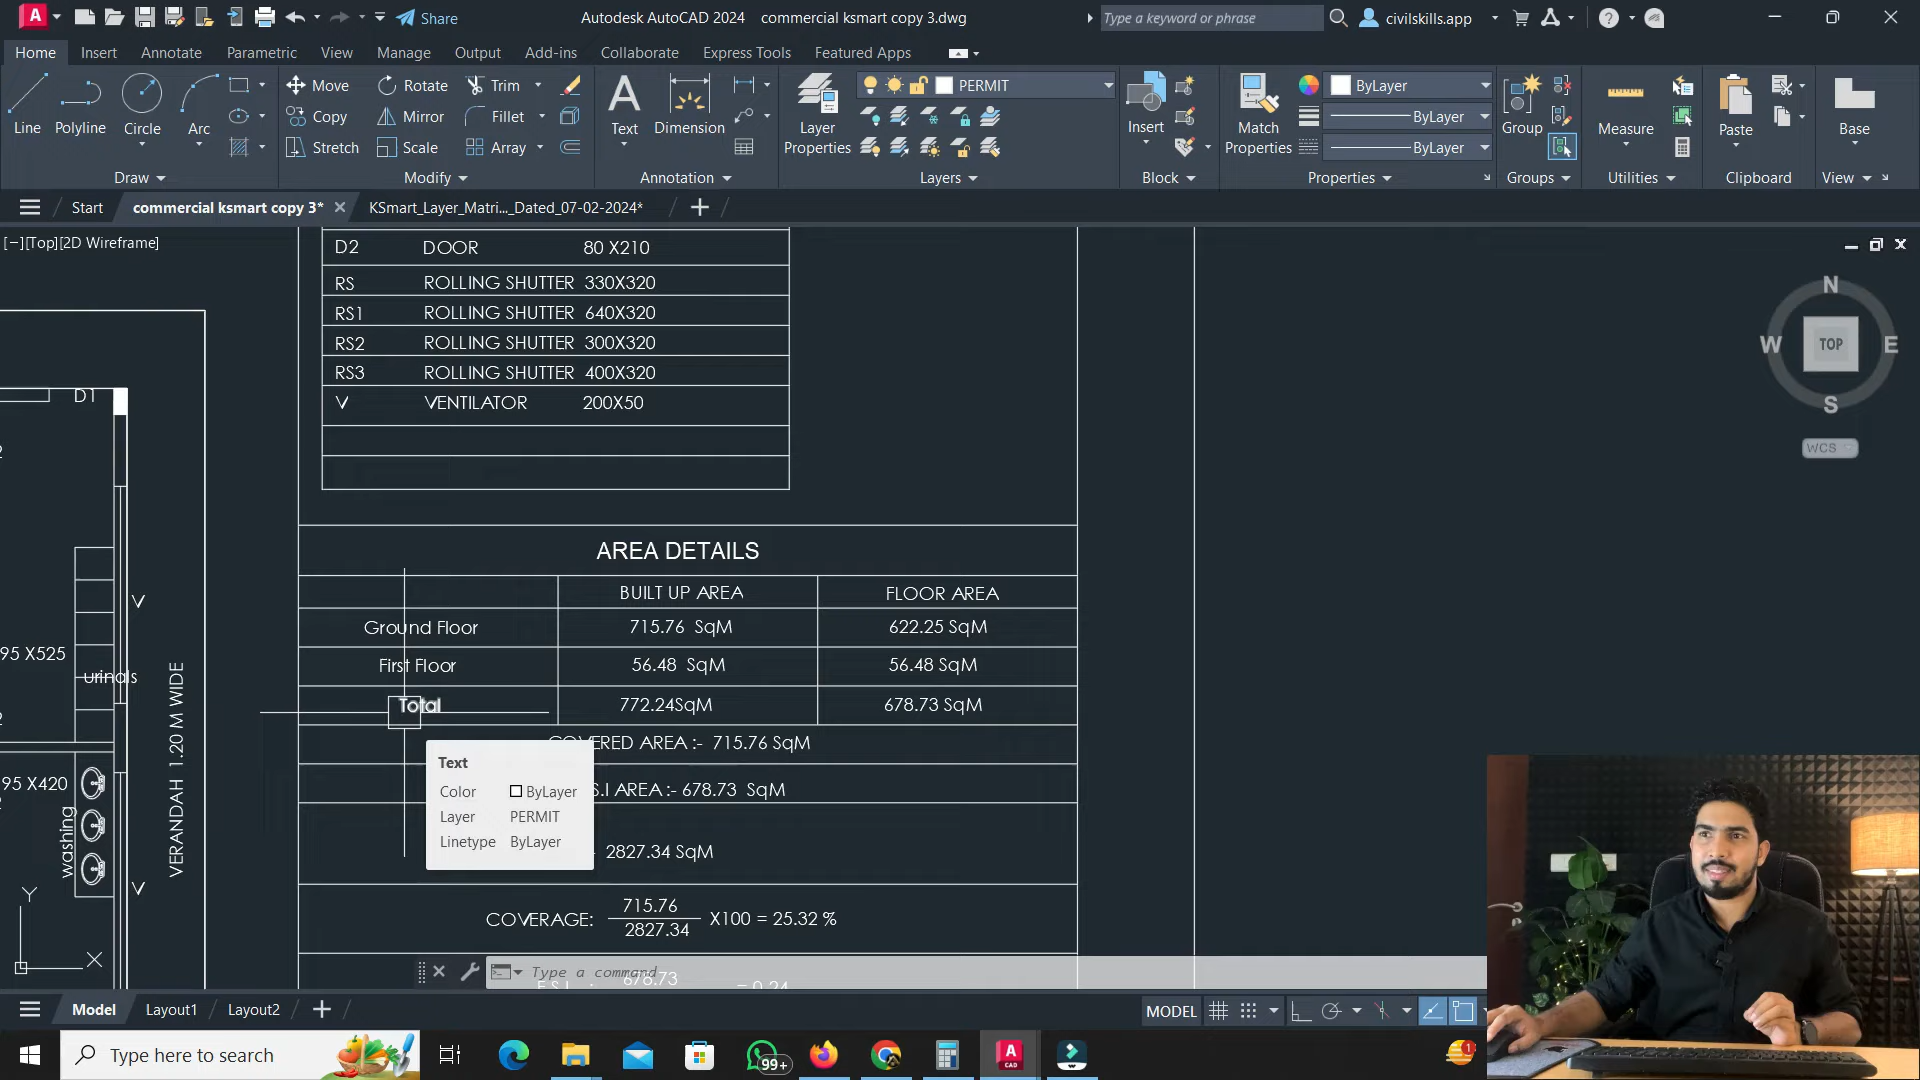 Share
Autodesk AutoCAD 2024 commercial ksmart copy 3.dwg
Type a keyword or phrase
civilskills.app
Home Insert Annotate Parametric View Manage Output Add-ins Collaborate Express Tools Featured Apps
Line
Polyline
Circle
Arc
Draw
Move Rotate Trim
Copy Mirror Fillet
Stretch Scale Array
Modify
Text
Dimension
Annotation
Layer
Properties
PERMIT
Layers
Insert
Block
Match
Properties
ByLayer
ByLayer
ByLayer
Properties
Group
Groups
Measure
Utilities
Paste
Clipboard
Base
View
Start commercial ksmart copy 3* KSmart_Layer_Matri..._Dated_07-02-2024*
[−][Top][2D Wireframe]
D2 DOOR 80 X210
RS ROLLING SHUTTER 330X320
RS1 ROLLING SHUTTER 640X320
RS2 ROLLING SHUTTER 300X320
RS3 ROLLING SHUTTER 400X320
V VENTILATOR 200X50
N
W TOP E
S
WCS
D1
V
95 X525
urinals
VERANDAH 1.20 M WIDE
95 X420
washing
V
Y
X
AREA DETAILS
BUILT UP AREA FLOOR AREA
Ground Floor 715.76 SqM 622.25 SqM
First Floor 56.48 SqM 56.48 SqM
Total 772.24SqM 678.73 SqM
COVERED AREA :- 715.76 SqM
S.I AREA :- 678.73 SqM
2827.34 SqM
COVERAGE: 715.76
2827.34 X100 = 25.32 %
F.S.I. : 678.73 = 0.24
Text
Color ByLayer
Layer PERMIT
Linetype ByLayer
Type a command
Model Layout1 Layout2
MODEL
Type here to search
99+
A
CAD
1